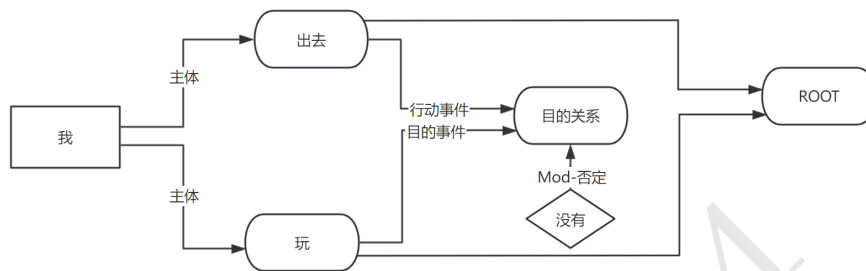 出去
ROOT
主体
行动事件
目的关系
目的事件
我
Mod-否定
主体
没有
玩